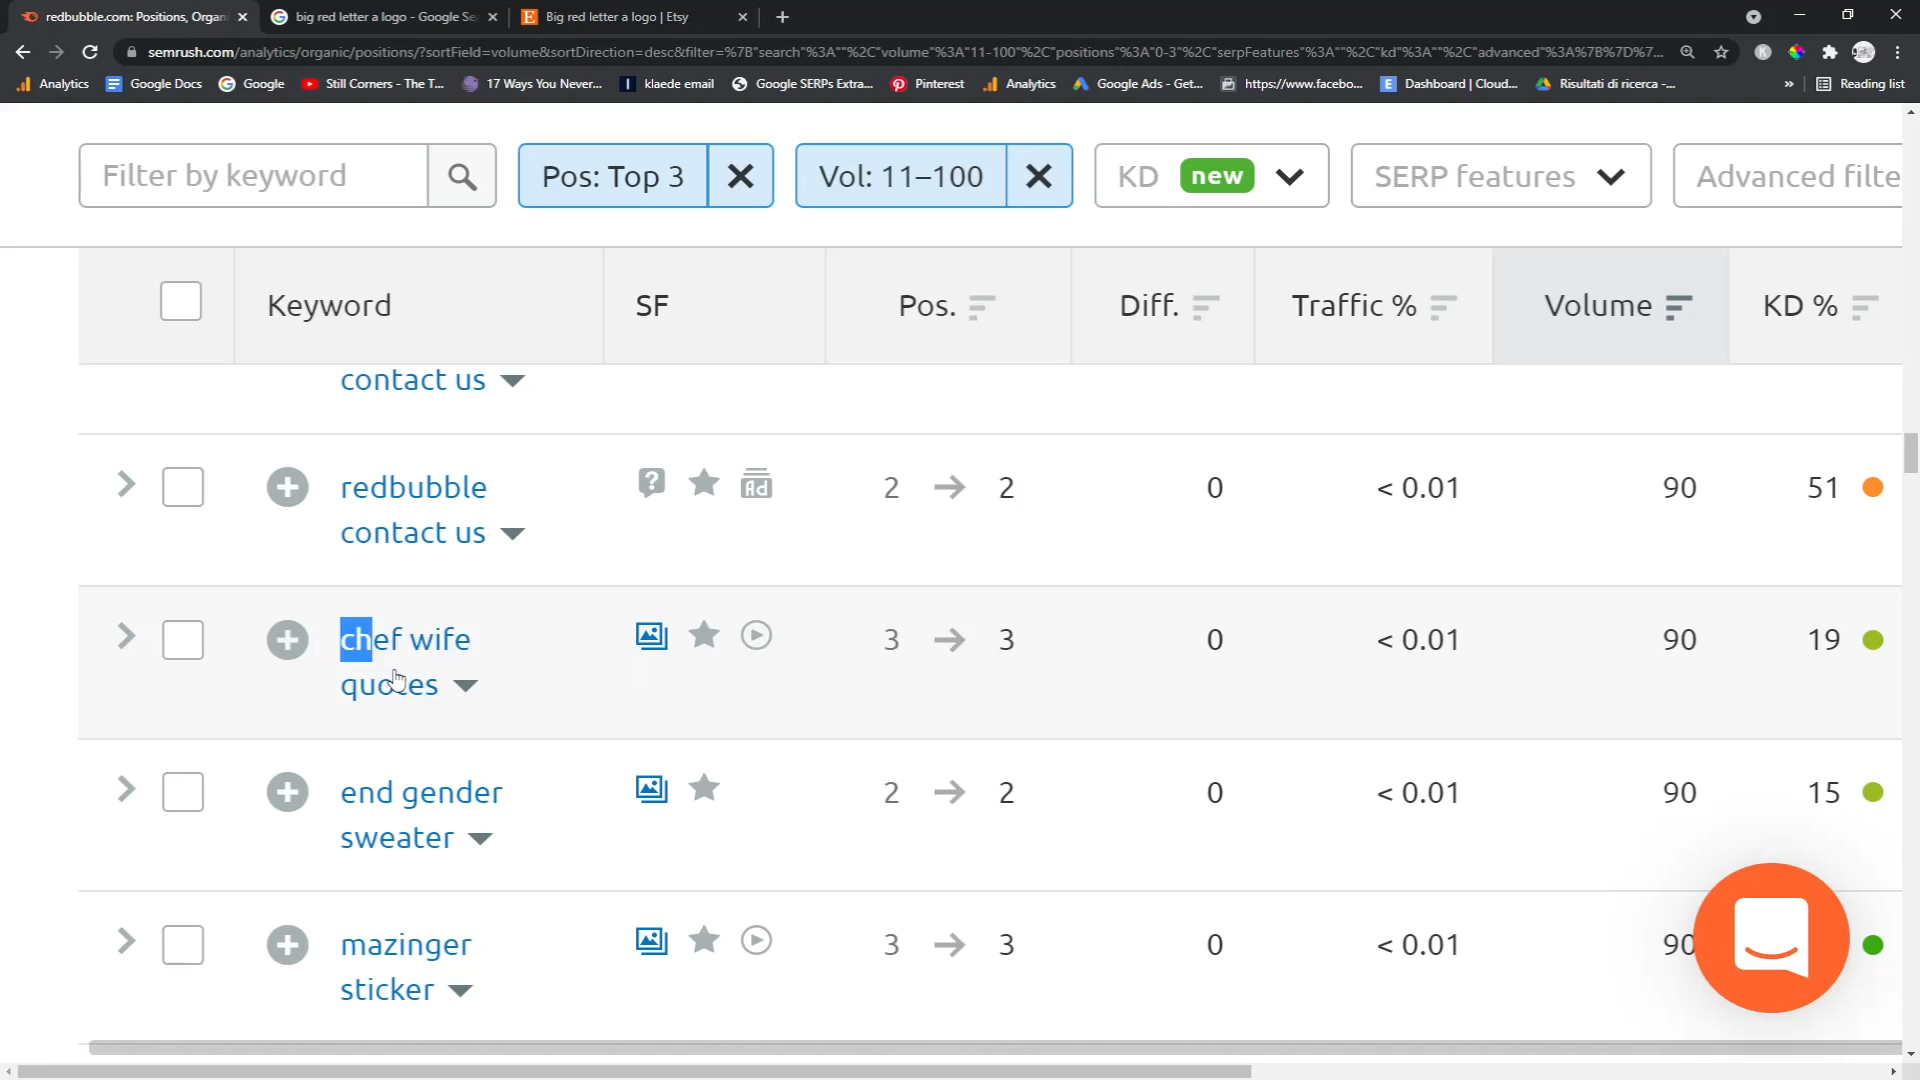 redbubble.com: Positions, Organ
big red letter a logo - Google Se
Big red letter a logo | Etsy
semrush.com/analytics/organic/positions/?sortField=volume&sortDirection=desc&filter=%7B"search"%3A""%2C"volume"%3A"11-100"%2C"positions"%3A"0-3"%2C"serpFeatures"%3A""%2C"kd"%3A""%2C"advanced"%3A%7B%7D%7...
Analytics
Google Docs
Google
Still Corners - The T...
17 Ways You Never...
klaede email
Google SERPs Extra...
Pinterest
Analytics
Google Ads - Get...
https://www.facebo...
Dashboard | Cloud...
Risultati di ricerca -...
»
Reading list
Filter by keyword
Pos: Top 3
Vol: 11–100
KD new
SERP features
Advanced filte
Keyword SF Pos. Diff. Traffic % Volume KD %
contact us
redbubble 2 → 2 0 < 0.01 90 51
contact us
Ad
chef wife 3 → 3 0 < 0.01 90 19
quotes
end gender 2 → 2 0 < 0.01 90 15
sweater
mazinger 3 → 3 0 < 0.01 90
sticker